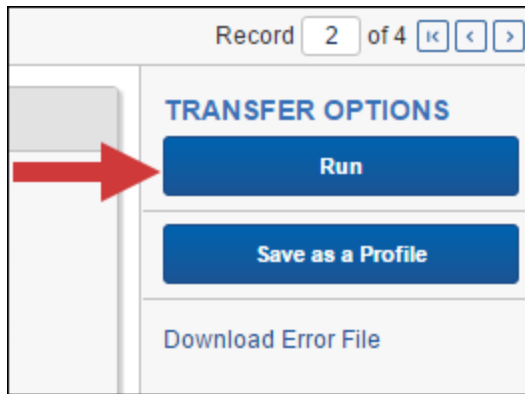 Record 2 of 4
TRANSFER OPTIONS
Run
Save as a Profile
Download Error File